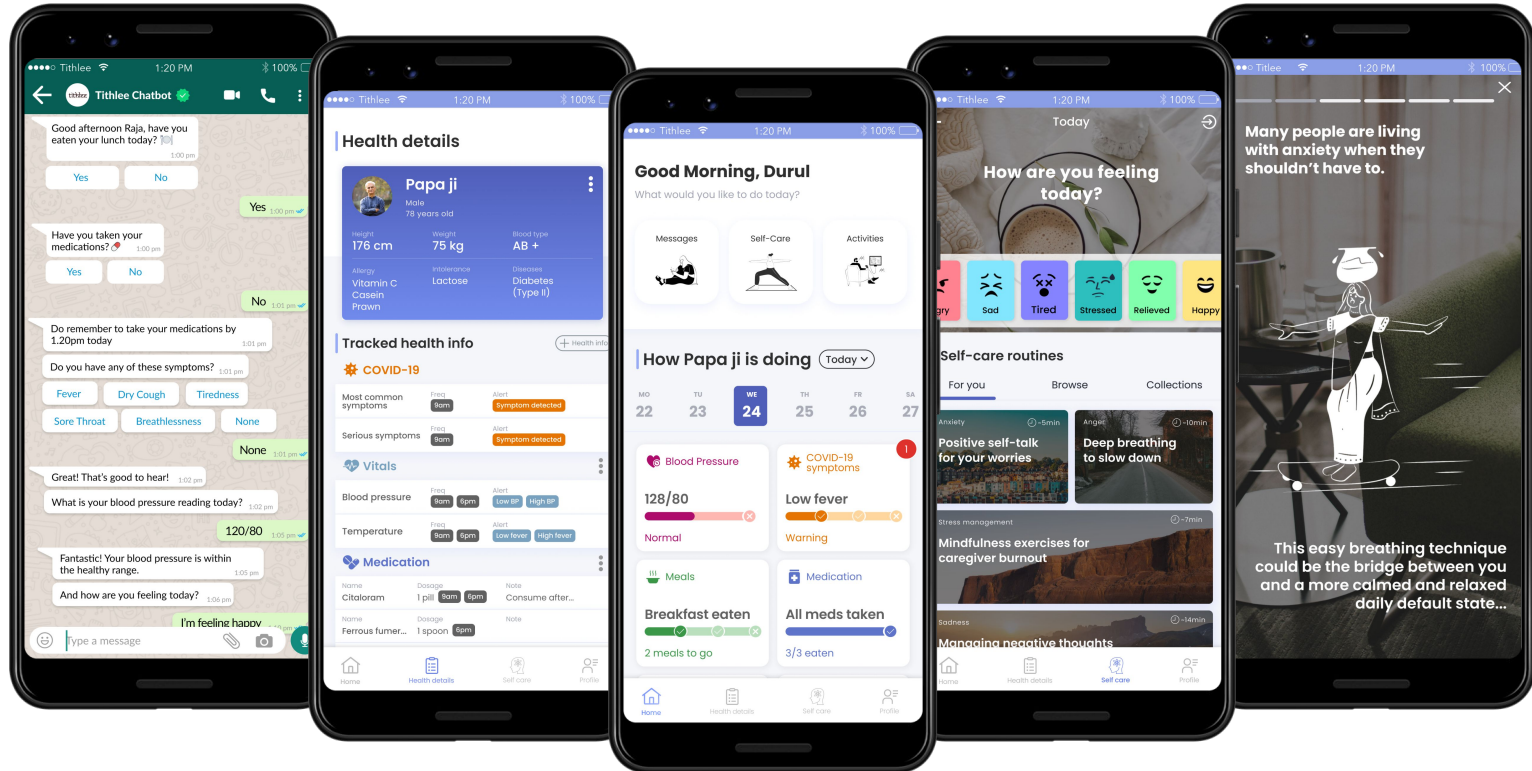 Tithlee
1:20 PM
100%
tithlee
Tithlee Chatbot
Good afternoon Raja, have you
eaten your lunch today?
1:00 pm
Yes
No
Yes
1:00 pm
Have you taken your
medications?
1:00 pm
Yes
No
No
1:01 pm
Do remember to take your medications by
1.20pm today
1:01 pm
Do you have any of these symptoms?
1:01 pm
Fever
Dry Cough
Tiredness
Sore Throat
Breathlessness
None
None
1:01 pm
Great! That's good to hear!
1:02 pm
What is your blood pressure reading today?
1:02 pm
120/80
1:05 pm
Fantastic! Your blood pressure is within
the healthy range.
1:05 pm
And how are you feeling today?
1:06 pm
I'm feeling happy
Type a message
Tithlee
1:20 PM
100%
Health details
Papa ji
Male
78 years old
Height
Weight
Blood type
176 cm
75 kg
AB +
Allergy
Intolerance
Diseases
Vitamin C
Lactose
Diabetes
Casein
(Type II)
Prawn
Tracked health info
+ Health info
COVID-19
Most common
symptoms
Freq
9am
Alert
Symptom detected
Serious symptoms
Freq
9am
Alert
Symptom detected
Vitals
Blood pressure
Freq
9am 6pm
Alert
Low BP High BP
Temperature
Freq
9am 6pm
Alert
Low fever High fever
Medication
Name
Dosage
Note
Citaloram
1 pill 9am 6pm
Consume after...
Name
Dosage
Note
Ferrous fumer...
1 spoon 6pm
Home
Health details
Self care
Profile
Tithlee
1:20 PM
100%
Good Morning, Durul
What would you like to do today?
Messages
Self-Care
Activities
How Papa ji is doing
Today
MO
TU
WE
TH
FR
SA
22
23
24
25
26
27
Blood Pressure
128/80
Normal
1
COVID-19
symptoms
Low fever
Warning
Meals
Breakfast eaten
2 meals to go
Medication
All meds taken
3/3 eaten
Home
Health details
Self care
Profile
Tithlee
1:20 PM
100%
Today
How are you feeling
today?
gry
Sad
Tired
Stressed
Relieved
Happy
Self-care routines
For you
Browse
Collections
Anxiety
~5min
Positive self-talk
for your worries
Anger
~10min
Deep breathing
to slow down
Stress management
~7min
Mindfulness exercises for
caregiver burnout
Sadness
~14min
Managing negative thoughts
Home
Health details
Self care
Profile
Titlee
1:20 PM
100%
Many people are living
with anxiety when they
shouldn't have to.
This easy breathing technique
could be the bridge between you
and a more calmed and relaxed
daily default state...